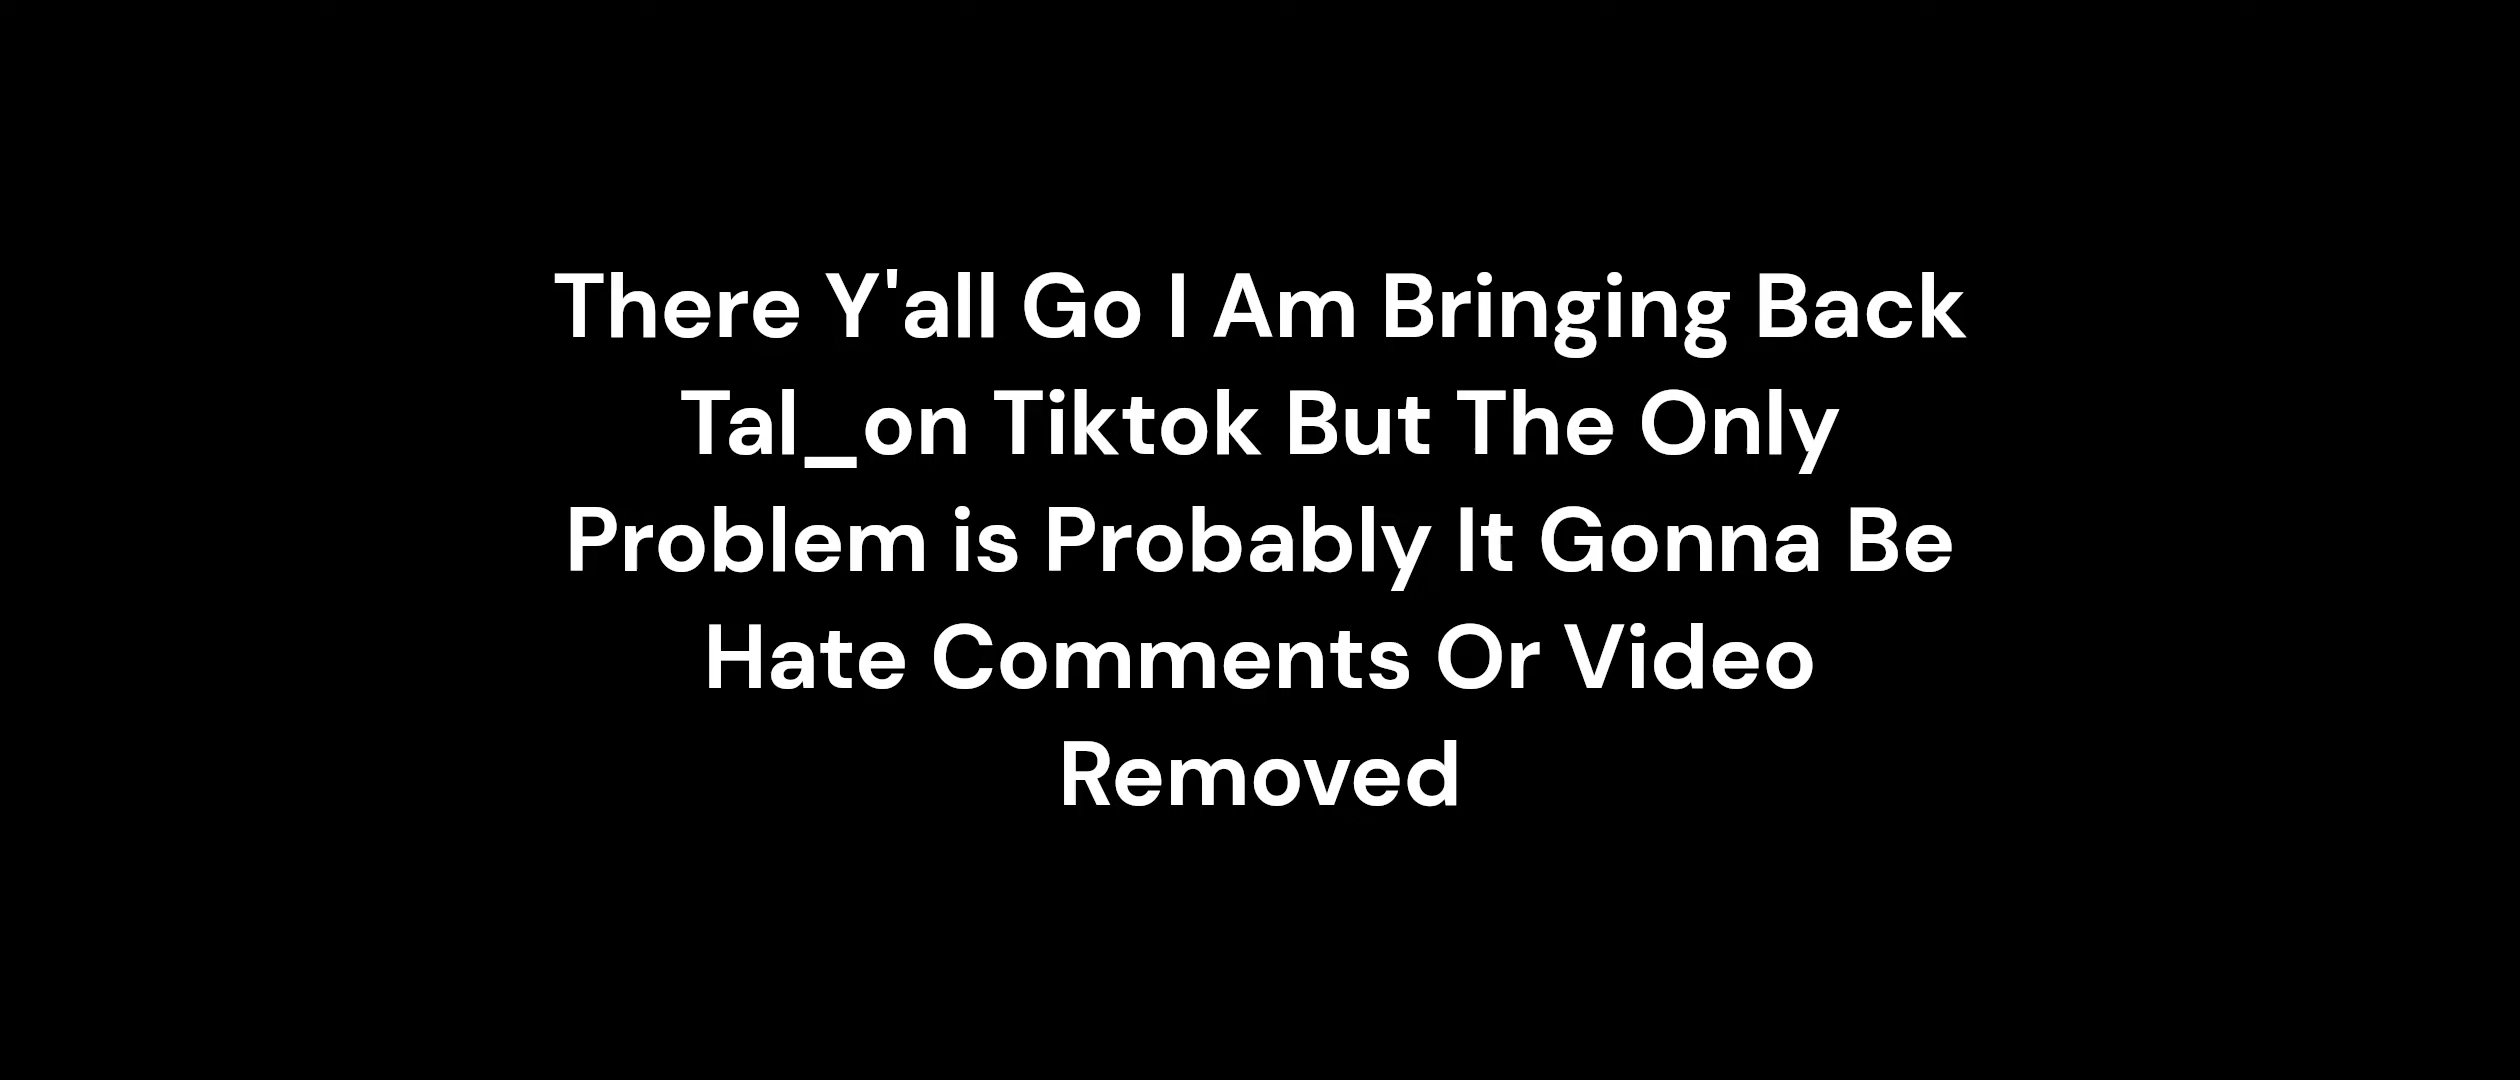 There Y'all Go I Am Bringing Back
Tal_on Tiktok But The Only
Problem is Probably It Gonna Be
Hate Comments Or Video
Removed